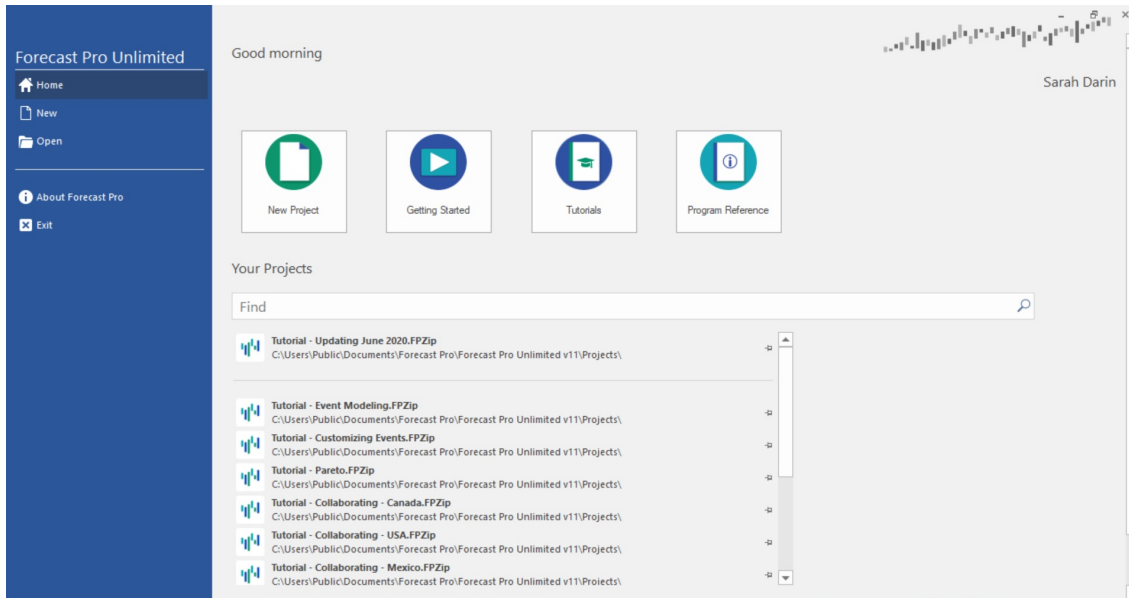 Forecast Pro Unlimited
Home
New
Open
About Forecast Pro
Exit
Good morning
Sarah Darin
New Project
Getting Started
Tutorials
Program Reference
Your Projects
Find
Tutorial - Updating June 2020.FPZip
C:\Users\Public\Documents\Forecast Pro\Forecast Pro Unlimited v11\Projects\
Tutorial - Event Modeling.FPZip
C:\Users\Public\Documents\Forecast Pro\Forecast Pro Unlimited v11\Projects\
Tutorial - Customizing Events.FPZip
C:\Users\Public\Documents\Forecast Pro\Forecast Pro Unlimited v11\Projects\
Tutorial - Pareto.FPZip
C:\Users\Public\Documents\Forecast Pro\Forecast Pro Unlimited v11\Projects\
Tutorial - Collaborating - Canada.FPZip
C:\Users\Public\Documents\Forecast Pro\Forecast Pro Unlimited v11\Projects\
Tutorial - Collaborating - USA.FPZip
C:\Users\Public\Documents\Forecast Pro\Forecast Pro Unlimited v11\Projects\
Tutorial - Collaborating - Mexico.FPZip
C:\Users\Public\Documents\Forecast Pro\Forecast Pro Unlimited v11\Projects\